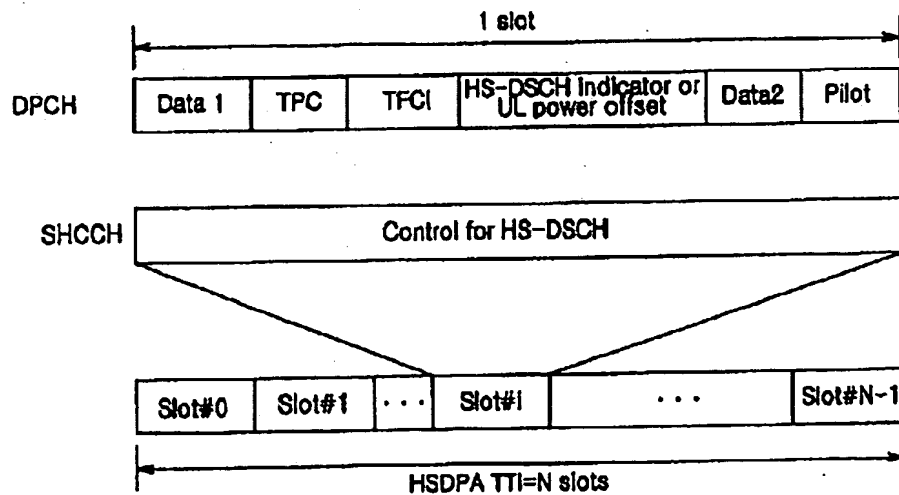 1 slot
DPCH
Data 1
TPC
TFCI
HS-DSCH indicator or
UL power offset
Data2
Pilot
SHCCH
Control for HS-DSCH
Slot#0
Slot#1
...
Slot#i
...
Slot#N-1
HSDPA TTI=N slots